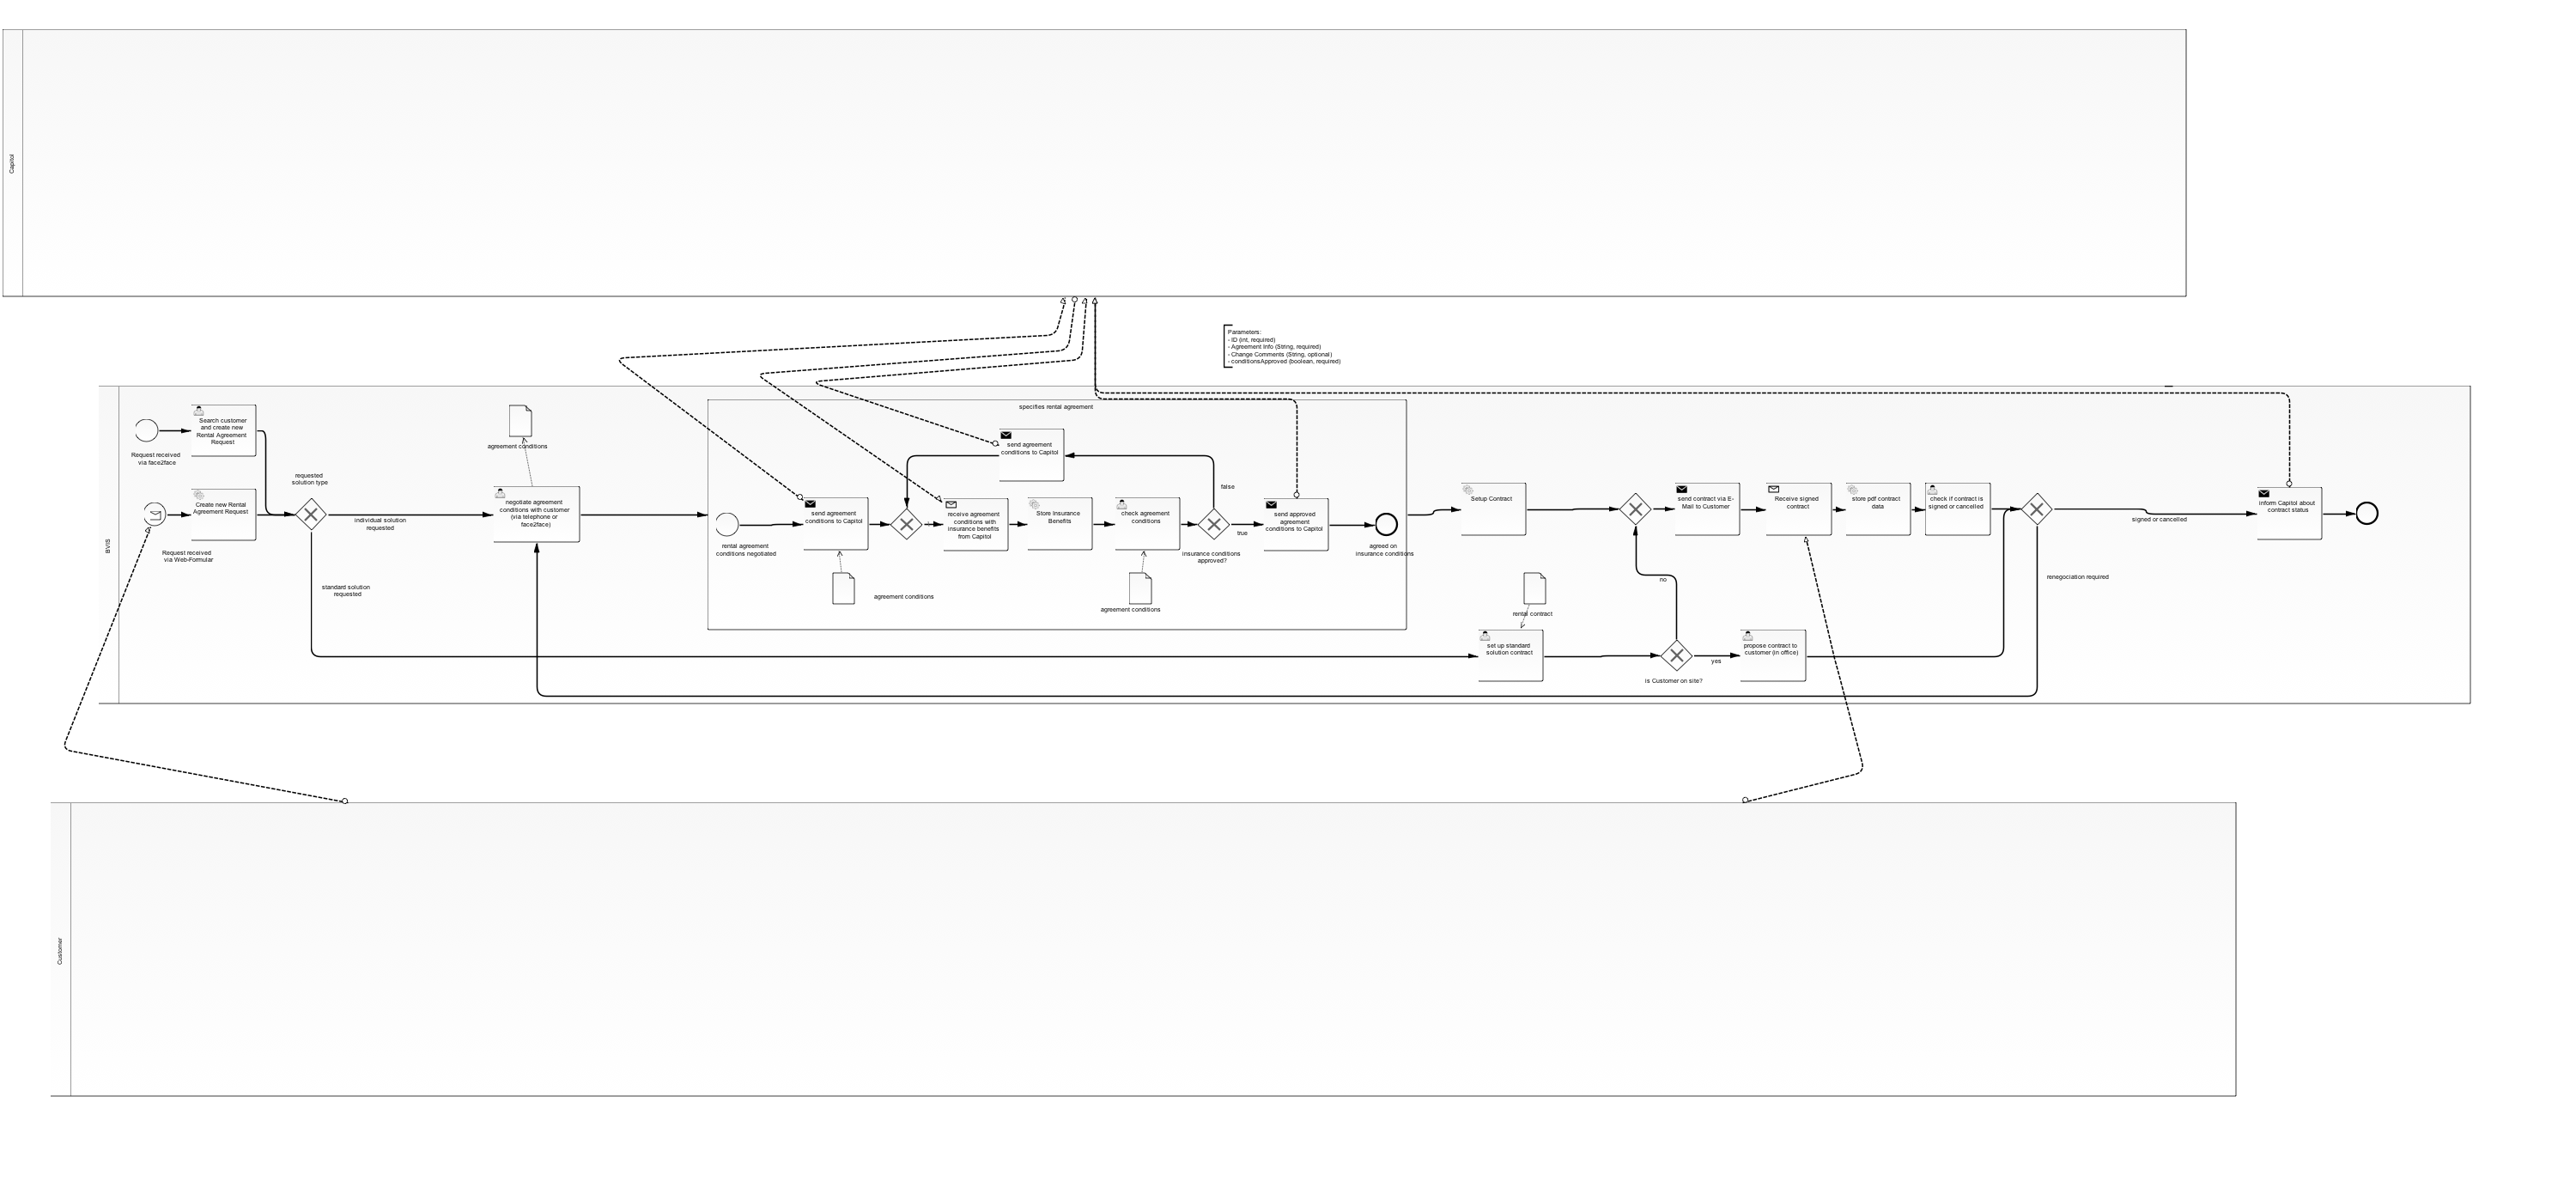 Capitol
Parameters:
- ID (int, required)
- Agreement Info (String, required)
- Change Comments (String, optional)
- conditionsApproved (boolean, required)
BVIS
Search customer
and create new
Rental Agreement
Request
Request received
via face2face
Create new Rental
Agreement Request
Request received
via Web-Formular
requested
solution type
individual solution
requested
standard solution
requested
agreement conditions
negotiate agreement
conditions with customer
(via telephone or
face2face)
specifies rental agreement
rental agreement
conditions negotiated
send agreement
conditions to Capitol
agreement conditions
send agreement
conditions to Capitol
receive agreement
conditions with
insurance benefits
from Capitol
Store Insurance
Benefits
check agreement
conditions
agreement conditions
false
true
insurance conditions
approved?
send approved
agreement
conditions to Capitol
agreed on
insurance conditions
Setup Contract
rental contract
set up standard
solution contract
no
yes
is Customer on site?
propose contract to
customer (in office)
send contract via E-
Mail to Customer
Receive signed
contract
store pdf contract
data
check if contract is
signed or cancelled
signed or cancelled
renegociation required
inform Capitol about
contract status
Customer